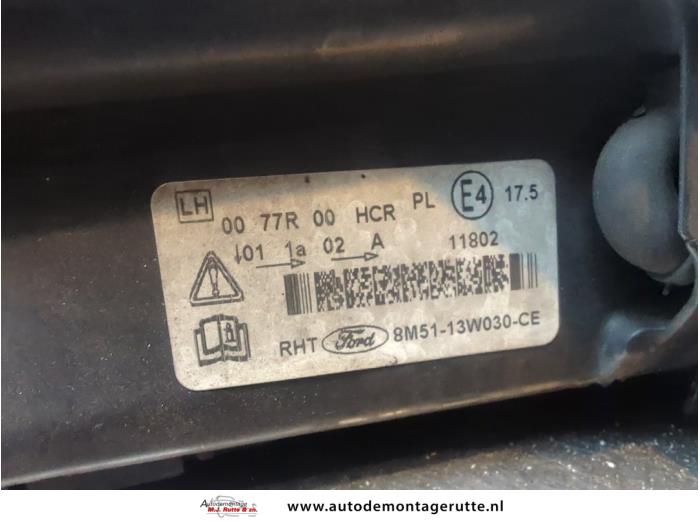 LH
00 77R 00 HCR PL E4 17.5
01 1a 02 A 11802
RHT Ford 8M51-13W030-CE
Autodemontage
M.J. Rutte & zn.
www.autodemontagerutte.nl